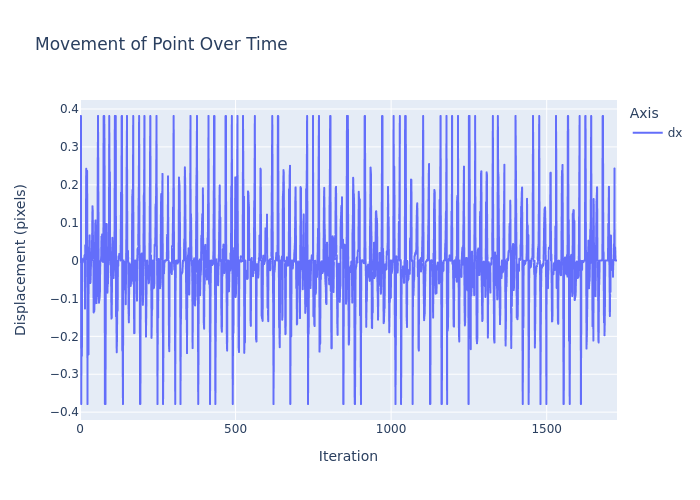 Movement of Point Over Time
Axis
dx
Displacement (pixels)
0.4
0.3
0.2
0.1
0
−0.1
−0.2
−0.3
−0.4
0
500
1000
1500
Iteration